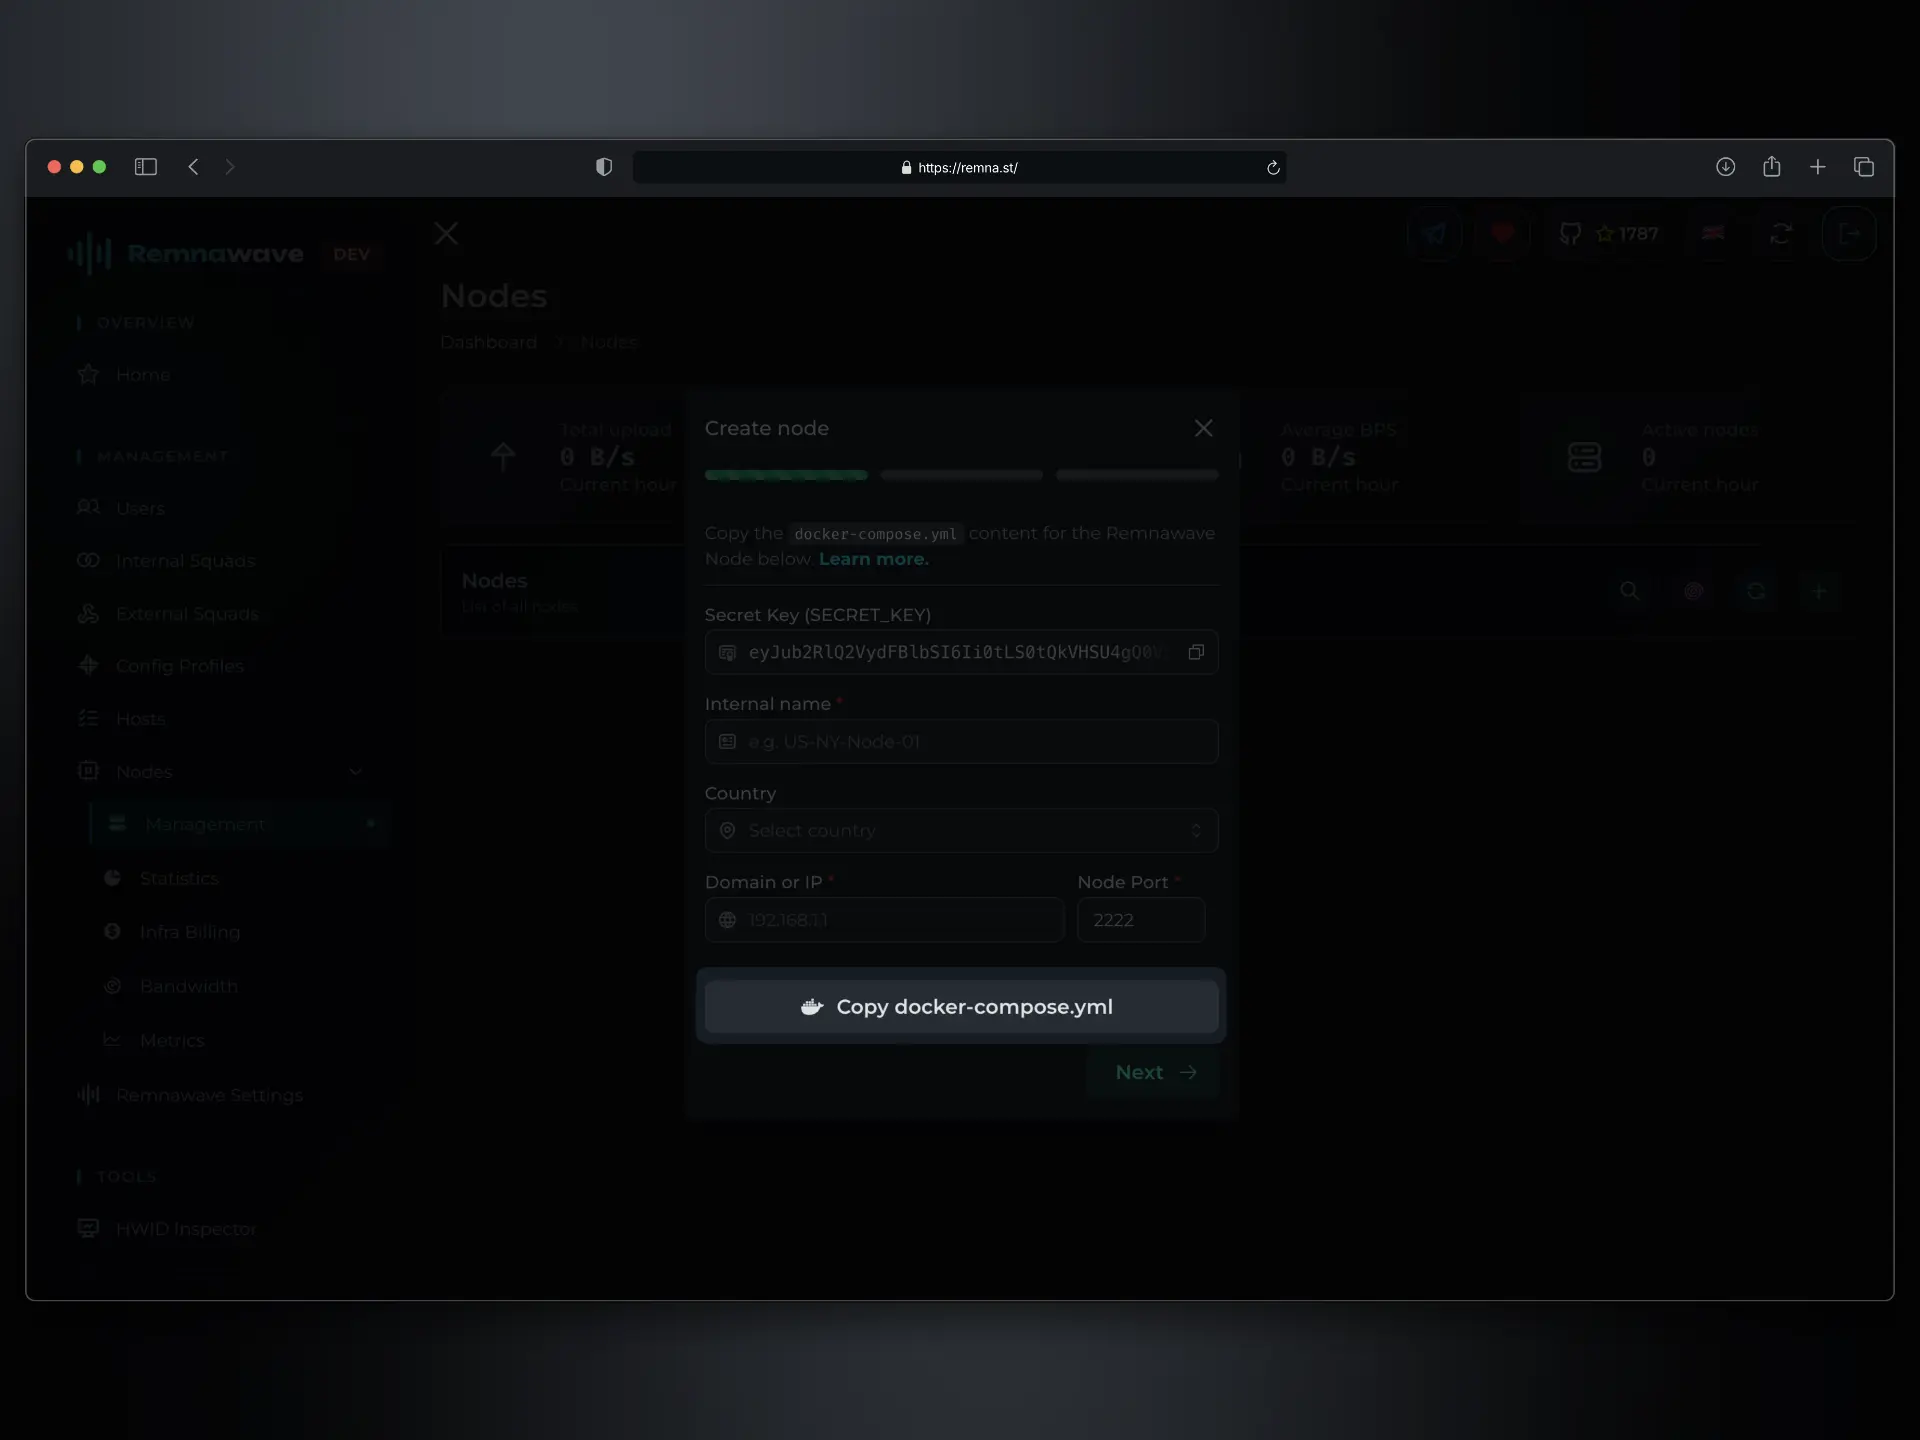 https://remna.st/
Remnawave DEV
1787
OVERVIEW
Home
MANAGEMENT
Users
Internal Squads
External Squads
Config Profiles
Hosts
Nodes
Management
Statistics
Infra Billing
Bandwidth
Metrics
Remnawave Settings
TOOLS
HWID Inspector
Nodes
Dashboard > Nodes
Total upload
0 B/s
Current hour
Average BPS
0 B/s
Current hour
Active nodes
0
Current hour
Nodes
List of all nodes
Create node
Copy the docker-compose.yml content for the Remnawave
Node below. Learn more.
Secret Key (SECRET_KEY)
eyJub2RlQ2VydFBlbSI6Ii0tLS0tQkVHSU4gQ0V
Internal name *
e.g. US-NY-Node-01
Country
Select country
Domain or IP * Node Port *
192.168.1.1 2222
Copy docker-compose.yml
Next →